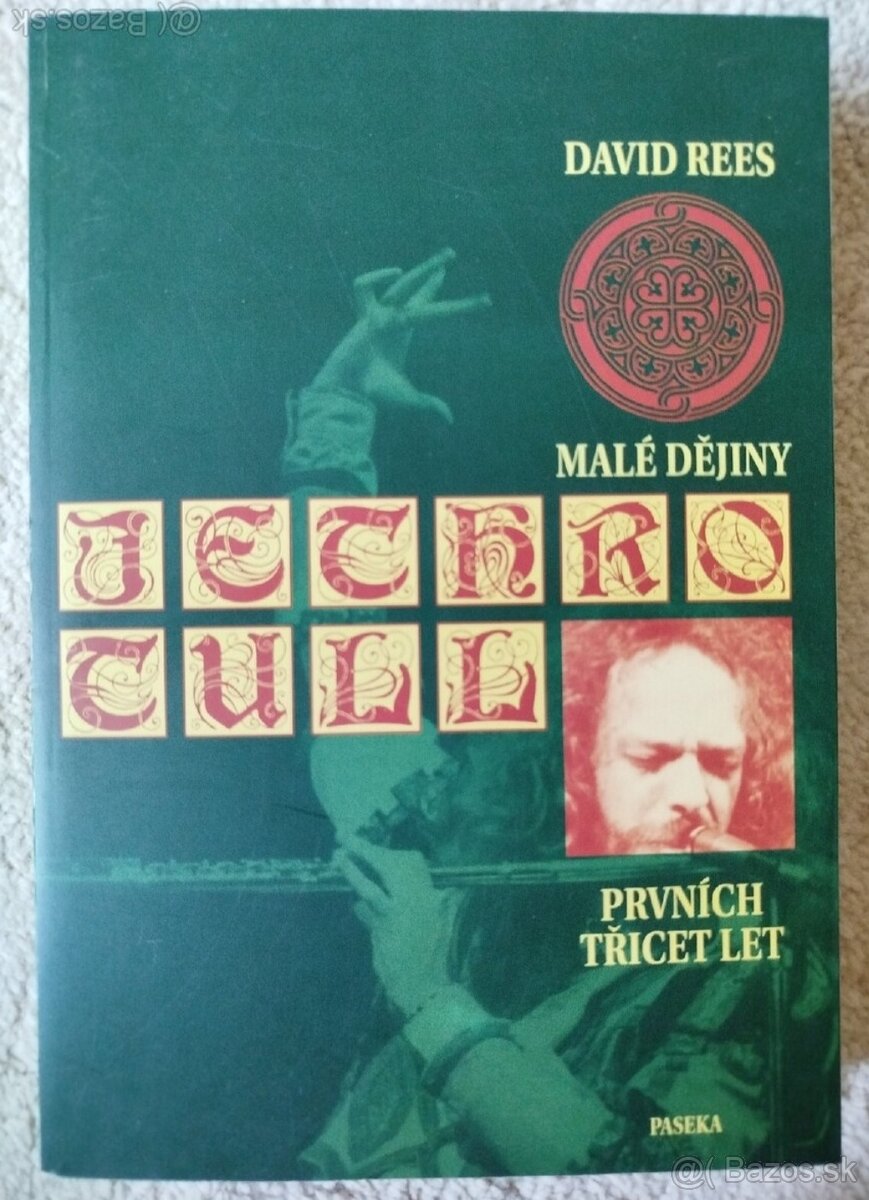 @( Bazos.sk
DAVID REES
MALÉ DĚJINY
JETHRO
TULL
PRVNÍCH
TŘICET LET
PASEKA
@( Bazos.sk